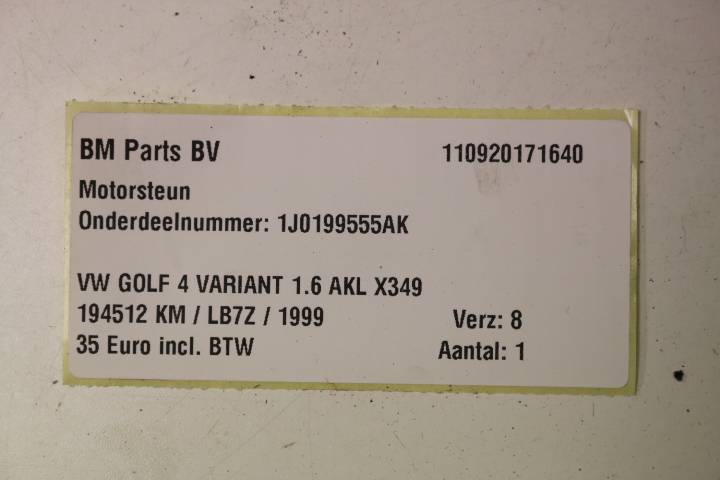 BM Parts BV 110920171640
Motorsteun
Onderdeelnummer: 1J0199555AK
VW GOLF 4 VARIANT 1.6 AKL X349
194512 KM / LB7Z / 1999 Verz: 8
35 Euro incl. BTW Aantal: 1